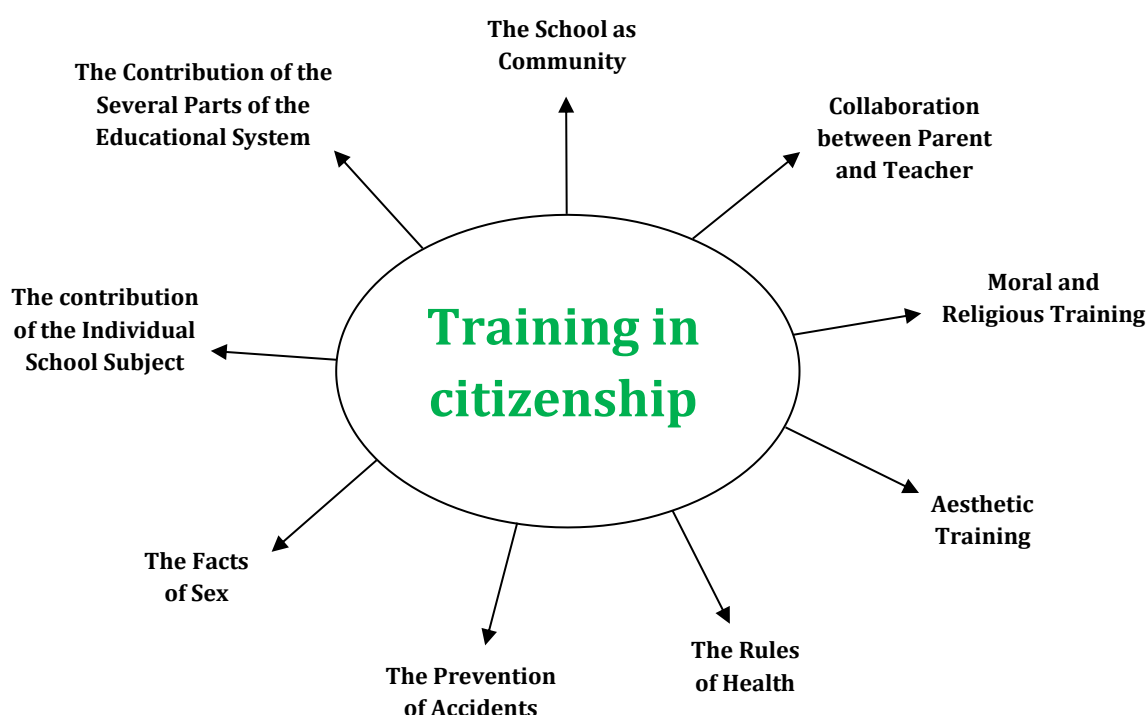 The School as
Community
The Contribution of the
Several Parts of the
Educational System
Collaboration
between Parent
and Teacher
Moral and
Religious Training
The contribution
of the Individual
School Subject
Training in
citizenship
Aesthetic
Training
The Facts
of Sex
The Rules
of Health
The Prevention
of Accidents